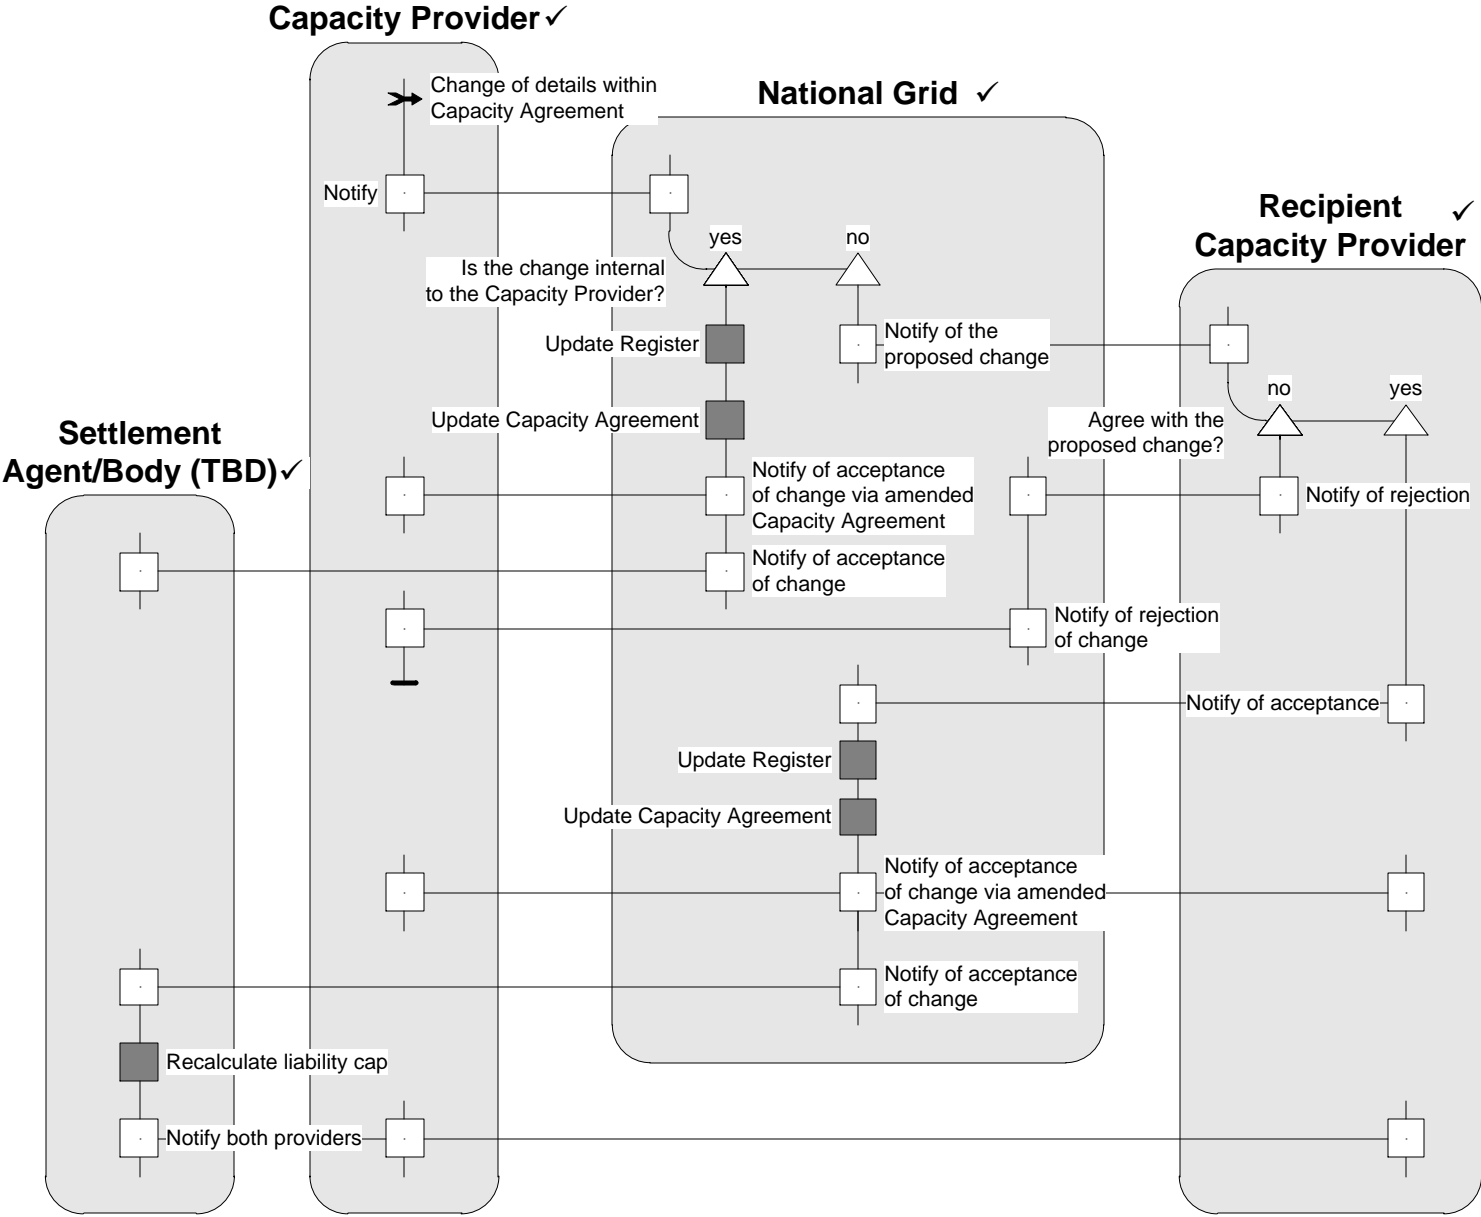 Capacity Provider ✓
Change of details within
Capacity Agreement
National Grid ✓
Notify
Recipient ✓
Capacity Provider
yes
no
Is the change internal
to the Capacity Provider?
Update Register
Notify of the
proposed change
no
yes
Update Capacity Agreement
Agree with the
proposed change?
Settlement
Agent/Body (TBD) ✓
Notify of acceptance
of change via amended
Capacity Agreement
Notify of rejection
Notify of acceptance
of change
Notify of rejection
of change
Notify of acceptance
Update Register
Update Capacity Agreement
Notify of acceptance
of change via amended
Capacity Agreement
Notify of acceptance
of change
Recalculate liability cap
Notify both providers